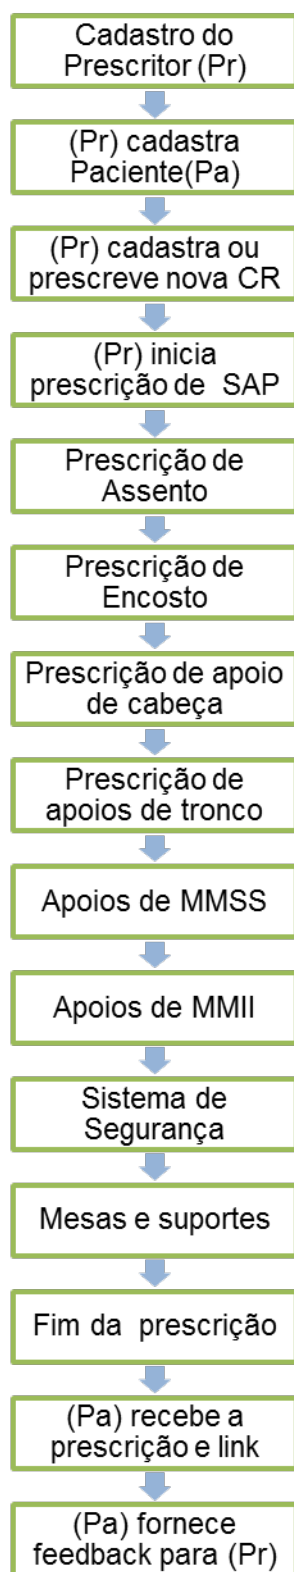 Cadastro do
Prescritor (Pr)
(Pr) cadastra
Paciente(Pa)
(Pr) cadastra ou
prescreve nova CR
(Pr) inicia
prescrição de SAP
Prescrição de
Assento
Prescrição de
Encosto
Prescrição de apoio
de cabeça
Prescrição de
apoios de tronco
Apoios de MMSS
Apoios de MMII
Sistema de
Segurança
Mesas e suportes
Fim da prescrição
(Pa) recebe a
prescrição e link
(Pa) fornece
feedback para (Pr)